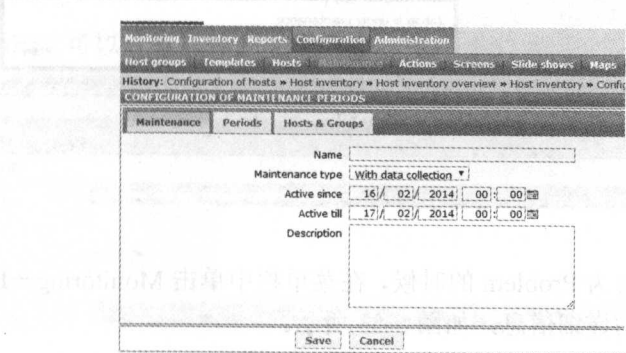 Monitoring Inventory Reports Configuration Administration
Host groups Templates Hosts Maintenance Actions Screens Slide shows Maps
History: Configuration of hosts » Host inventory » Host inventory overview » Host inventory » Config
CONFIGURATION OF MAINTENANCE PERIODS
Maintenance Periods Hosts & Groups
Name
Maintenance type With data collection ▼
Active since 16 / 02 / 2014 00 : 00
Active till 17 / 02 / 2014 00 : 00
Description
Save Cancel